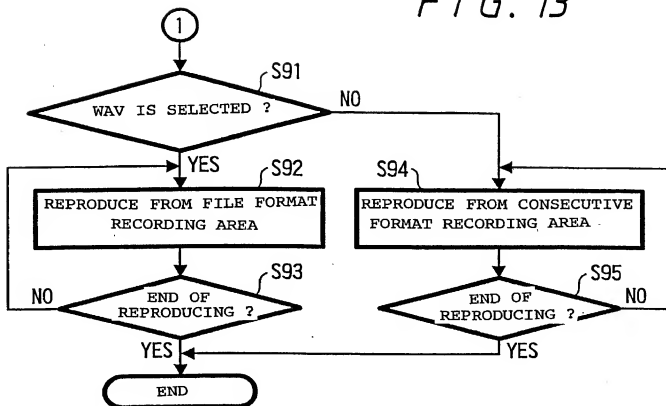 FIG. 13
1
S91
WAV IS SELECTED ?
NO
YES
S92
REPRODUCE FROM FILE FORMAT
RECORDING AREA
S94
REPRODUCE FROM CONSECUTIVE
FORMAT RECORDING AREA
S93
END OF
REPRODUCING ?
NO
YES
S95
END OF
REPRODUCING ?
NO
YES
END